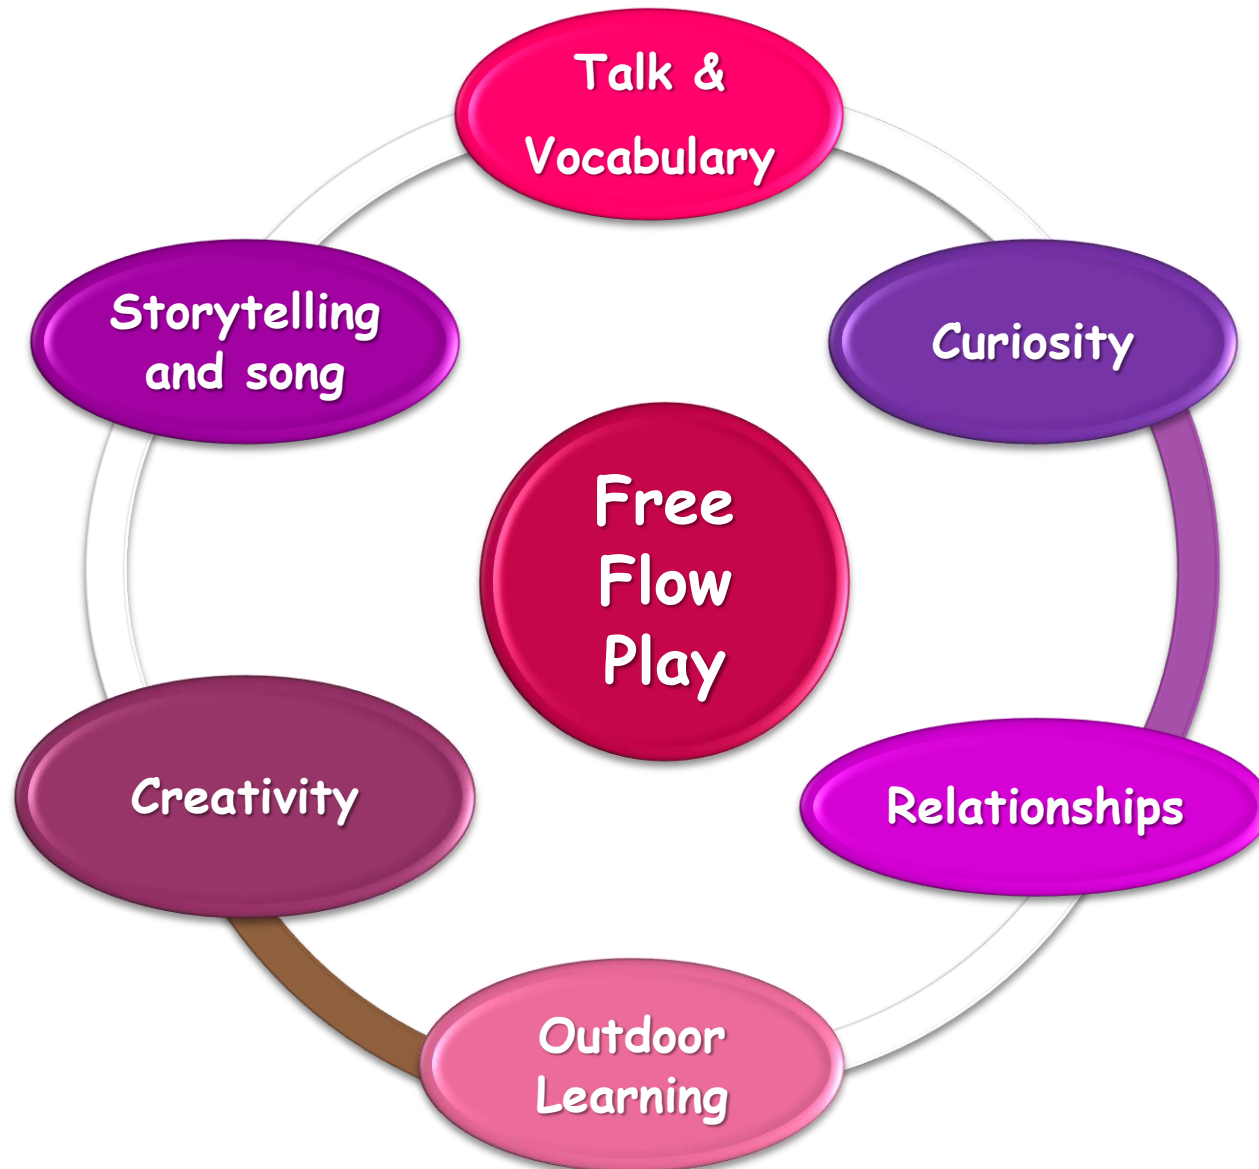 Talk &
Vocabulary
Curiosity
Relationships
Outdoor
Learning
Creativity
Storytelling
and song
Free
Flow
Play